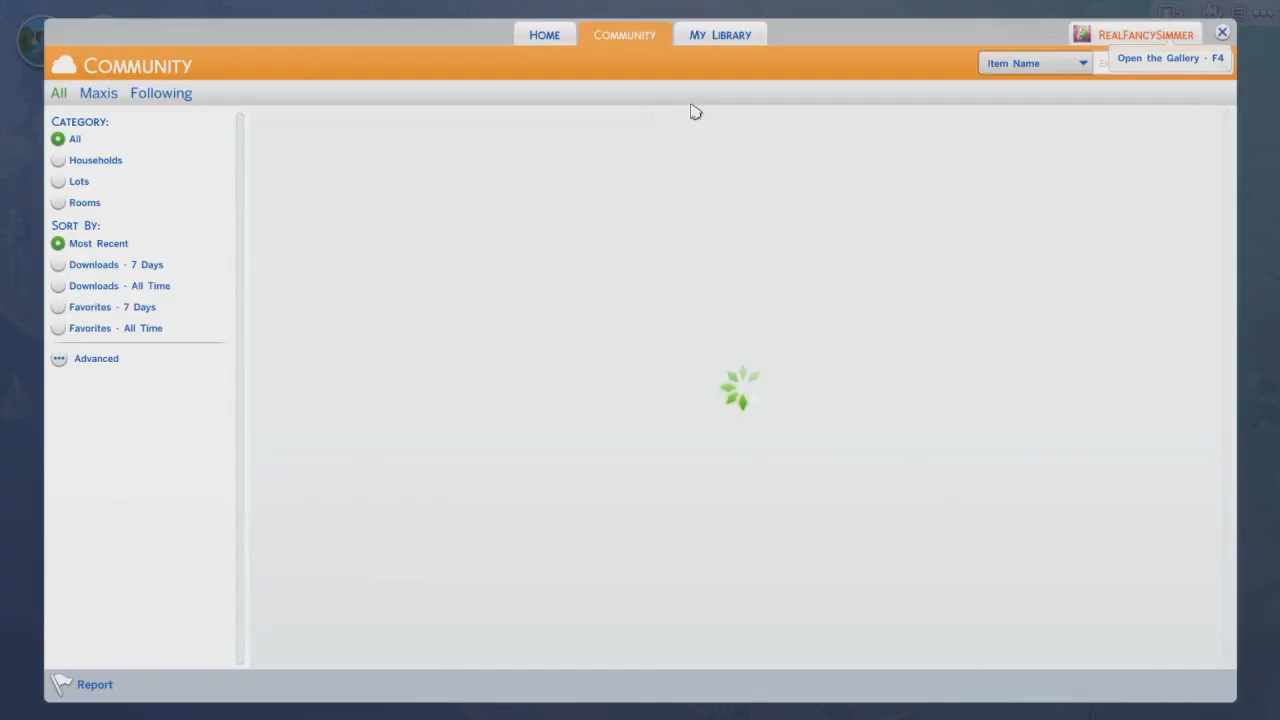 Home
Community
My Library
RealFancySimmer
Community
Item Name
Open the Gallery - F4
All
Maxis
Following
Category:
All
Households
Lots
Rooms
Sort By:
Most Recent
Downloads - 7 Days
Downloads - All Time
Favorites - 7 Days
Favorites - All Time
Advanced
Report